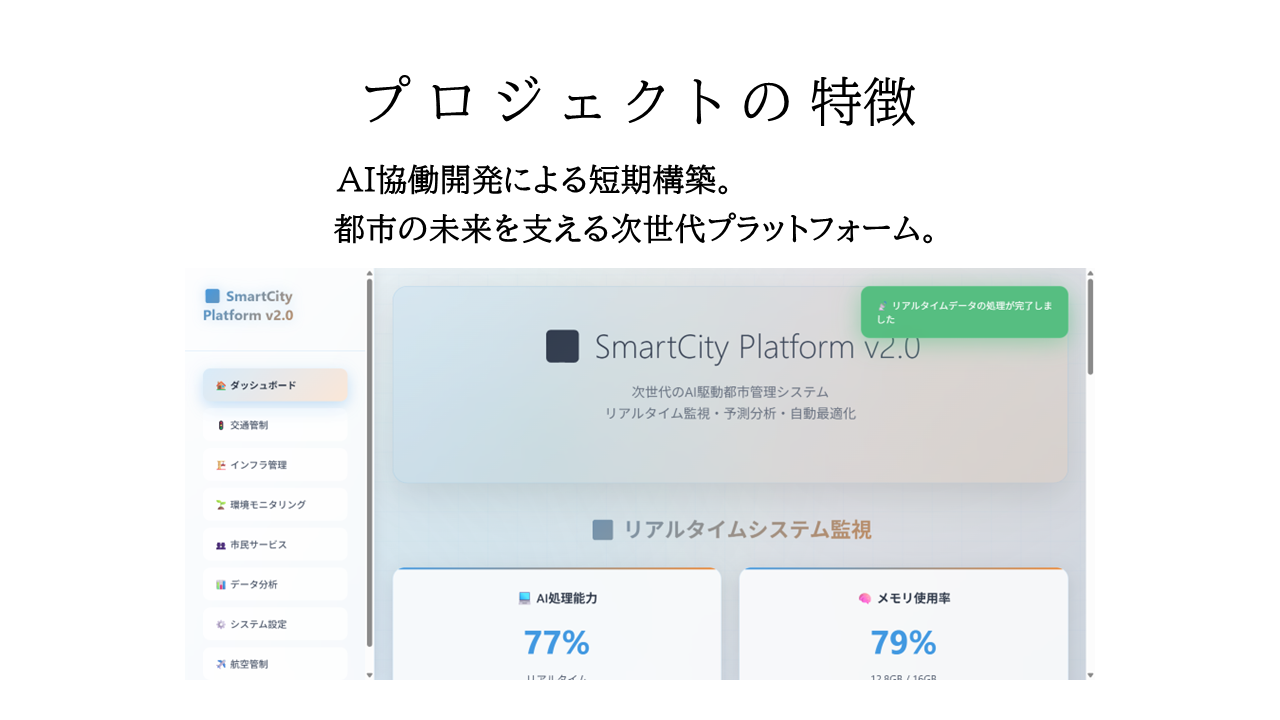 プロジェクトの特徴
AI協働開発による短期構築。
都市の未来を支える次世代プラットフォーム。
SmartCity
Platform v2.0
ダッシュボード
交通管制
インフラ管理
環境モニタリング
市民サービス
データ分析
システム設定
航空管制
リアルタイムデータの処理が完了しま
した
SmartCity Platform v2.0
次世代のAI駆動都市管理システム
リアルタイム監視・予測分析・自動最適化
リアルタイムシステム監視
AI処理能力
77%
リアルタイム
メモリ使用率
79%
12.8GB / 16GB